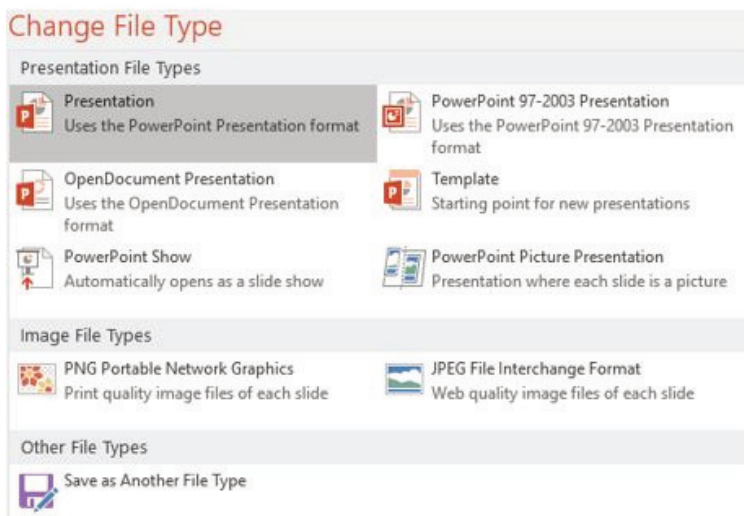 Change File Type
Presentation File Types
Presentation
Uses the PowerPoint Presentation format
PowerPoint 97-2003 Presentation
Uses the PowerPoint 97-2003 Presentation
format
OpenDocument Presentation
Uses the OpenDocument Presentation
format
Template
Starting point for new presentations
PowerPoint Show
Automatically opens as a slide show
PowerPoint Picture Presentation
Presentation where each slide is a picture
Image File Types
PNG Portable Network Graphics
Print quality image files of each slide
JPEG File Interchange Format
Web quality image files of each slide
Other File Types
Save as Another File Type